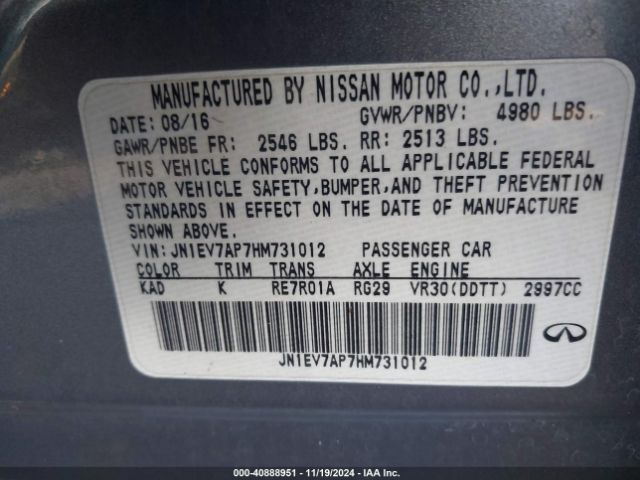 MANUFACTURED BY NISSAN MOTOR CO.,LTD.
DATE: 08/16 GVWR/PNBV: 4980 LBS.
GAWR/PNBE FR: 2546 LBS. RR: 2513 LBS.
THIS VEHICLE CONFORMS TO ALL APPLICABLE FEDERAL
MOTOR VEHICLE SAFETY,BUMPER,AND THEFT PREVENTION
STANDARDS IN EFFECT ON THE DATE OF MANUFACTURE
SHOWN ABOVE.
VIN: JN1EV7AP7HM731012 PASSENGER CAR
COLOR TRIM TRANS AXLE ENGINE
KAD K RE7R01A RG29 VR30(DDTT) 2997CC
JN1EV7AP7HM731012
© - 40888951 - 11/19/2024 - IAA